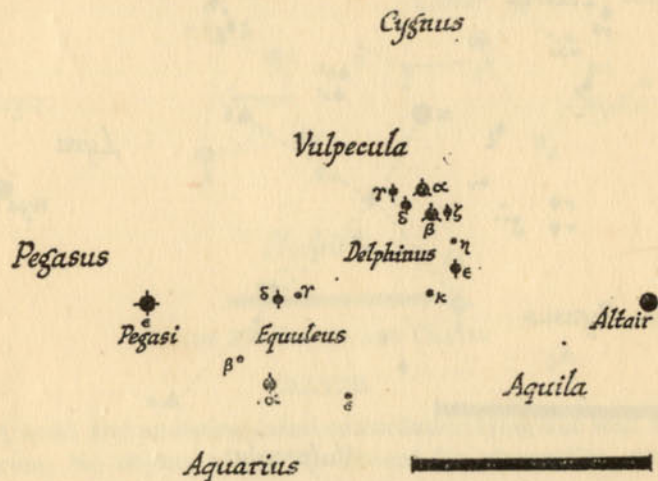 Cygnus
Vulpecula
γ α
δ β ζ
Delphinus η
Pegasus
ε
δ γ κ
ε
Pegasi Equuleus Altair
β
α
Aquila
Aquarius